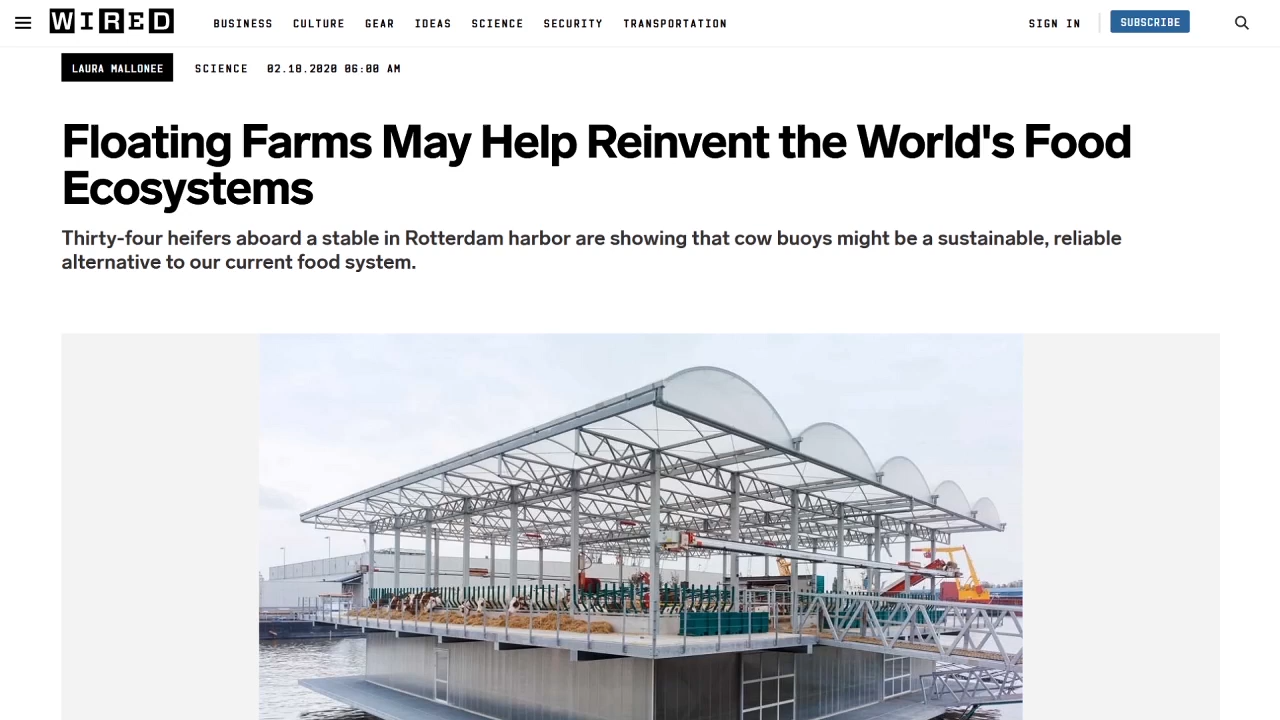 WIRED
BUSINESS CULTURE GEAR IDEAS SCIENCE SECURITY TRANSPORTATION
SIGN IN
SUBSCRIBE
LAURA MALLONEE
SCIENCE
02.18.2020 06:00 AM
Floating Farms May Help Reinvent the World's Food
Ecosystems
Thirty-four heifers aboard a stable in Rotterdam harbor are showing that cow buoys might be a sustainable, reliable
alternative to our current food system.